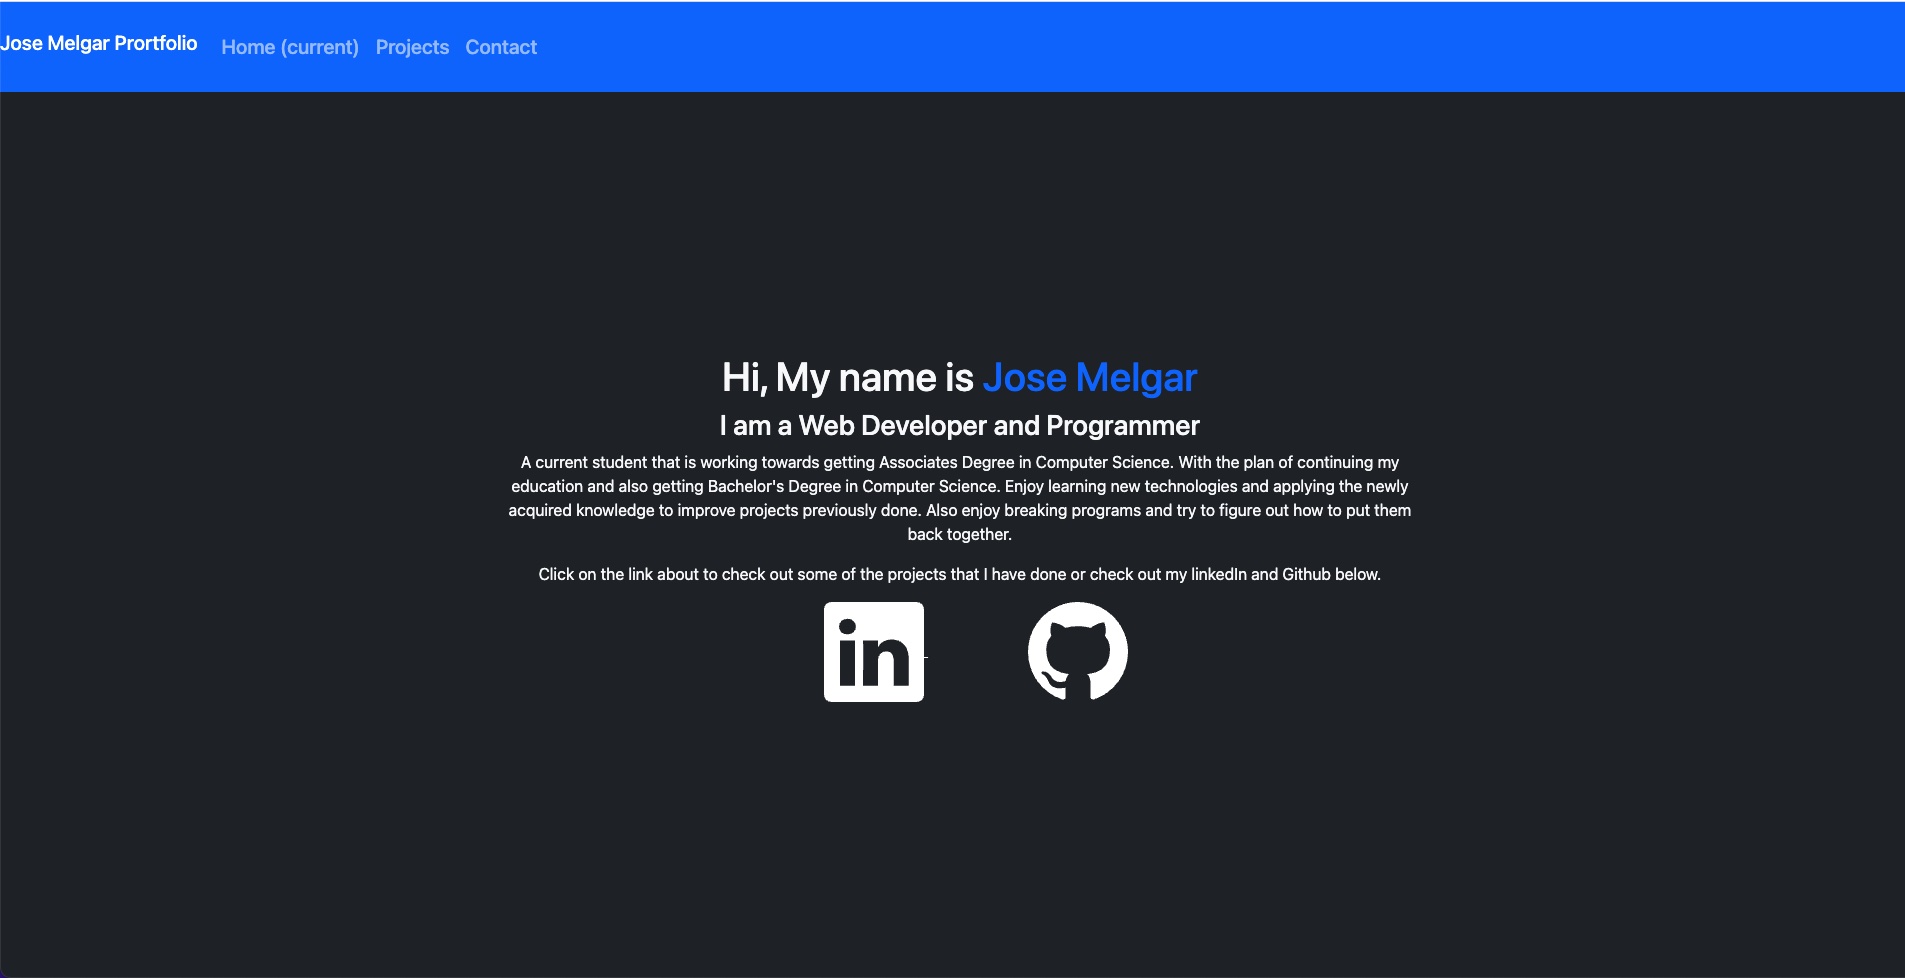 Jose Melgar Prortfolio Home (current) Projects Contact
Hi, My name is Jose Melgar
I am a Web Developer and Programmer
A current student that is working towards getting Associates Degree in Computer Science. With the plan of continuing my
education and also getting Bachelor's Degree in Computer Science. Enjoy learning new technologies and applying the newly
acquired knowledge to improve projects previously done. Also enjoy breaking programs and try to figure out how to put them
back together.
Click on the link about to check out some of the projects that I have done or check out my linkedIn and Github below.
in